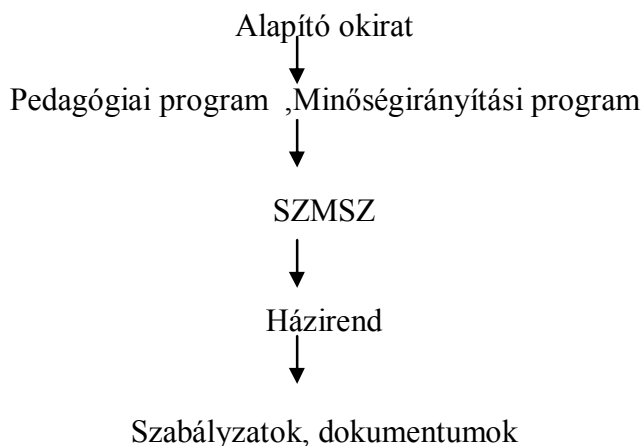 Alapító okirat
Pedagógiai program ,Minőségirányítási program
SZMSZ
Házirend
Szabályzatok, dokumentumok